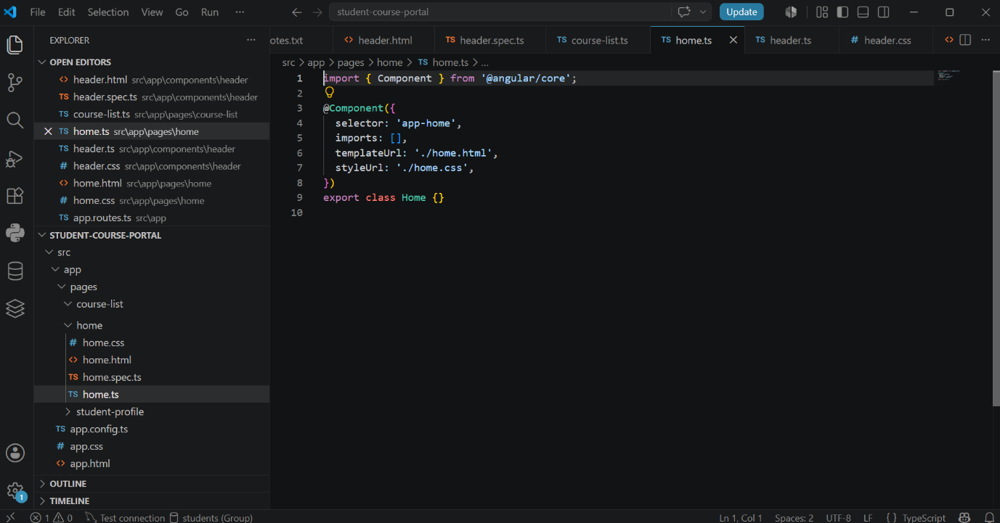 File Edit Selection View Go Run ···
student-course-portal
Update
EXPLORER
OPEN EDITORS
<> header.html src\app\components\header
TS header.spec.ts src\app\components\header
TS course-list.ts src\app\pages\course-list
TS home.ts src\app\pages\home
TS header.ts src\app\components\header
# header.css src\app\components\header
<> home.html src\app\pages\home
# home.css src\app\pages\home
TS app.routes.ts src\app
STUDENT-COURSE-PORTAL
src
app
pages
course-list
home
# home.css
<> home.html
TS home.spec.ts
TS home.ts
student-profile
TS app.config.ts
# app.css
<> app.html
OUTLINE
TIMELINE
otes.txt <> header.html TS header.spec.ts TS course-list.ts TS home.ts TS header.ts # header.css <>
src > app > pages > home > TS home.ts > ...
1 import { Component } from '@angular/core';
2
3 @Component({
4 selector: 'app-home',
5 imports: [],
6 templateUrl: './home.html',
7 styleUrl: './home.css',
8 })
9 export class Home {}
10
1
1 0 Test connection students (Group) Ln 1, Col 1 Spaces: 2 UTF-8 LF { } TypeScript